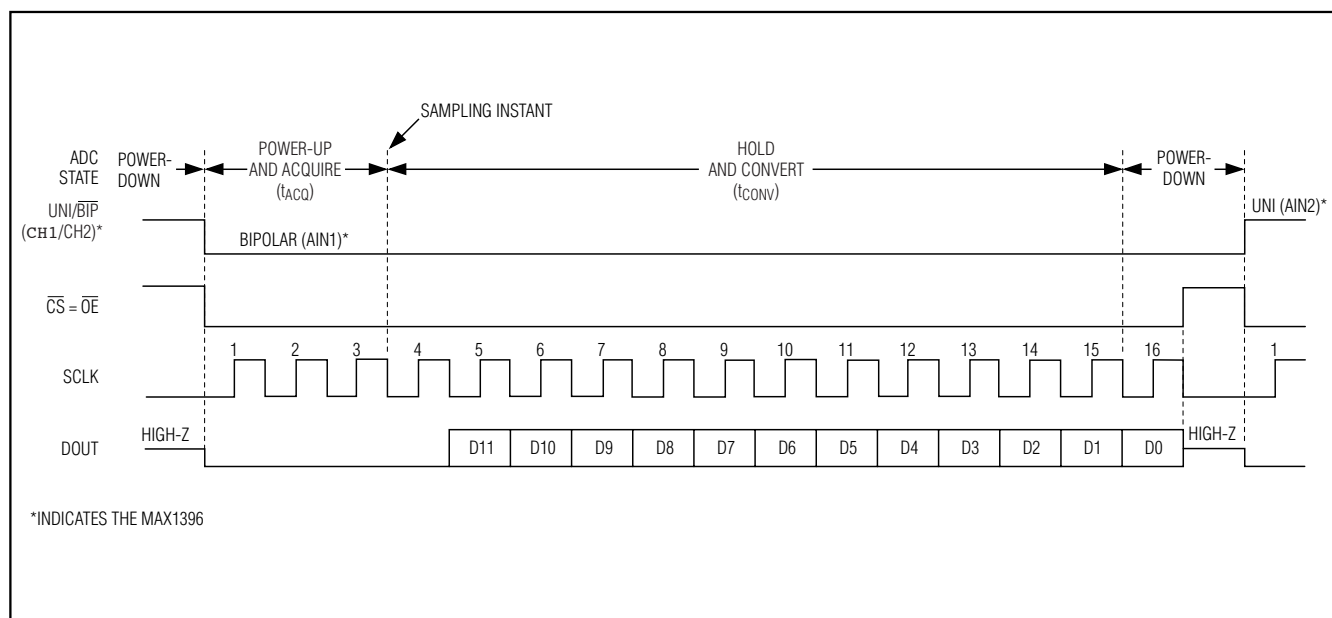 SAMPLING INSTANT
ADC
STATE
POWER-
DOWN
POWER-UP
AND ACQUIRE
(tACQ)
HOLD
AND CONVERT
(tCONV)
POWER-
DOWN
UNI/B̅I̅P̅
(CH1/CH2)*
BIPOLAR (AIN1)*
UNI (AIN2)*
C̅S̅ = O̅E̅
SCLK
1 2 3 4 5 6 7 8 9 10 11 12 13 14 15 16 1
DOUT
HIGH-Z
D11 D10 D9 D8 D7 D6 D5 D4 D3 D2 D1 D0
HIGH-Z
*INDICATES THE MAX1396